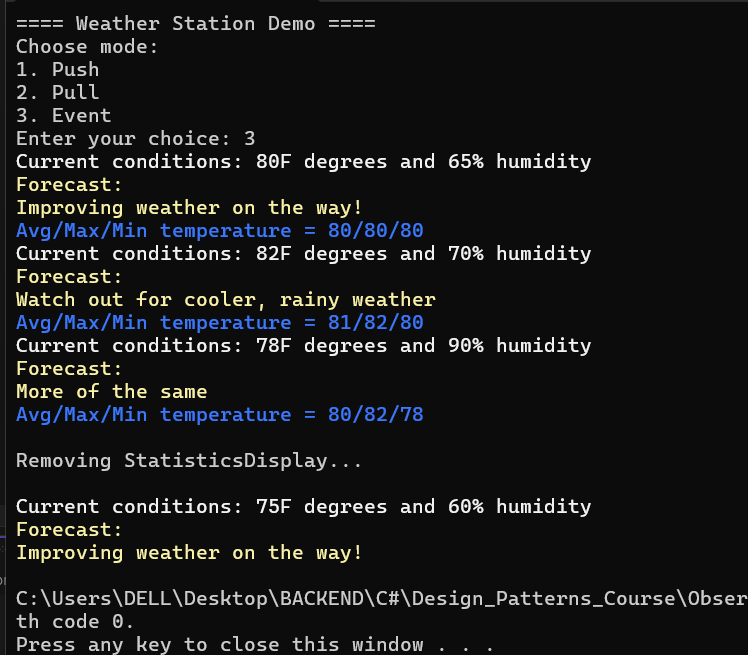 ==== Weather Station Demo ====
Choose mode:
1. Push
2. Pull
3. Event
Enter your choice: 3
Current conditions: 80F degrees and 65% humidity
Forecast:
Improving weather on the way!
Avg/Max/Min temperature = 80/80/80
Current conditions: 82F degrees and 70% humidity
Forecast:
Watch out for cooler, rainy weather
Avg/Max/Min temperature = 81/82/80
Current conditions: 78F degrees and 90% humidity
Forecast:
More of the same
Avg/Max/Min temperature = 80/82/78
Removing StatisticsDisplay...
Current conditions: 75F degrees and 60% humidity
Forecast:
Improving weather on the way!
C:\Users\DELL\Desktop\BACKEND\C#\Design_Patterns_Course\Obser
th code 0.
Press any key to close this window . . .